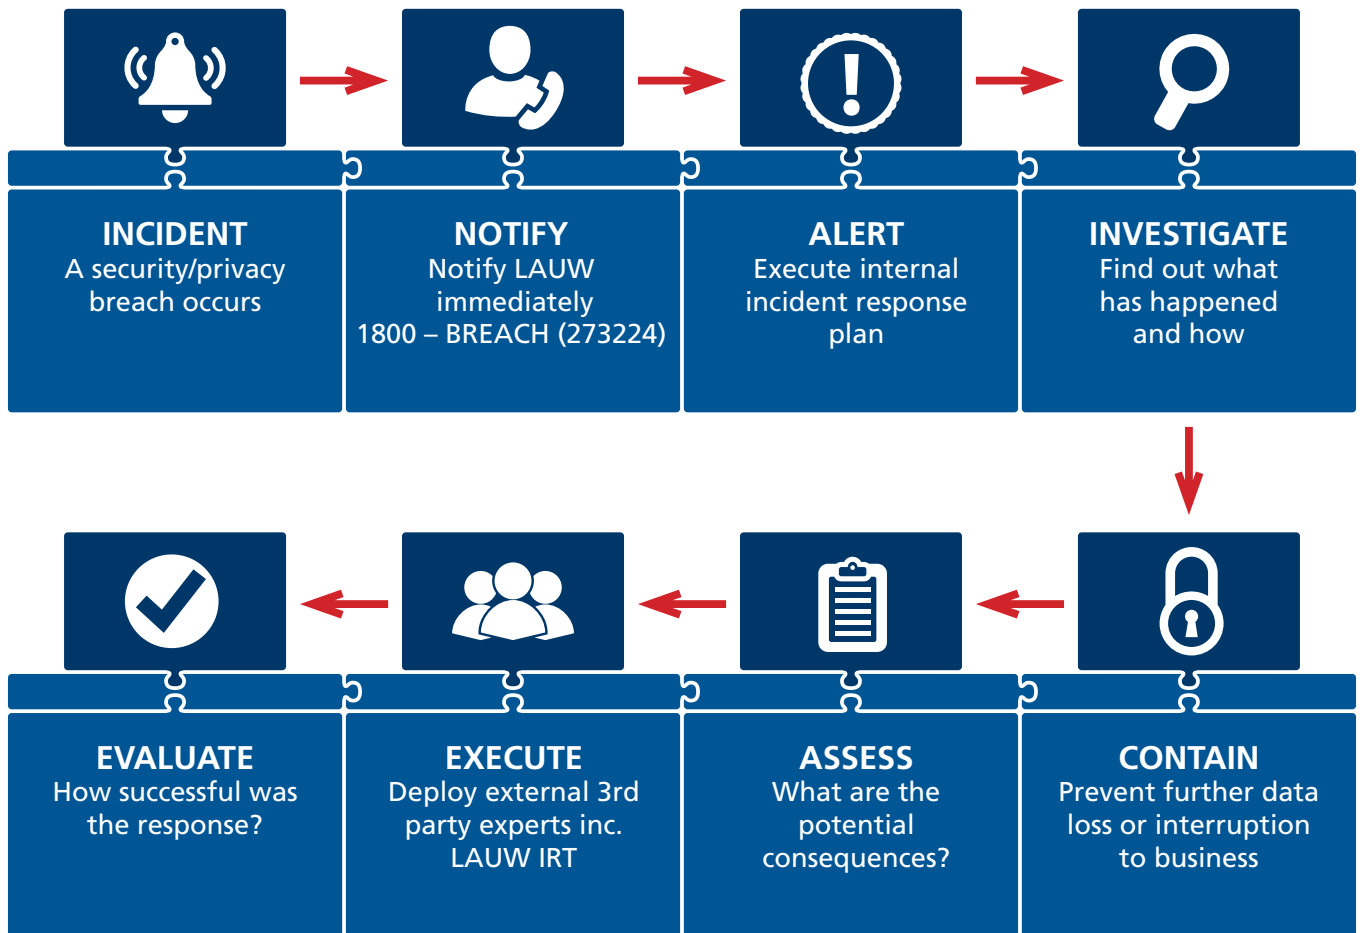 INCIDENT
A security/privacy
breach occurs
NOTIFY
Notify LAUW
immediately
1800 – BREACH (273224)
ALERT
Execute internal
incident response
plan
INVESTIGATE
Find out what
has happened
and how
EVALUATE
How successful was
the response?
EXECUTE
Deploy external 3rd
party experts inc.
LAUW IRT
ASSESS
What are the
potential
consequences?
CONTAIN
Prevent further data
loss or interruption
to business